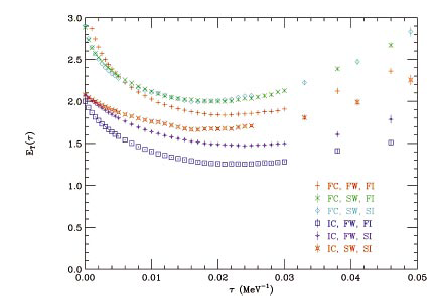 3.0
2.5
2.0
1.5
1.0
0.5
0.0
E_T(τ)
0.00
0.01
0.02
0.03
0.04
0.05
τ (MeV⁻¹)
FC, FW, FI
FC, SW, FI
FC, SW, SI
IC, FW, FI
IC, FW, SI
IC, SW, SI